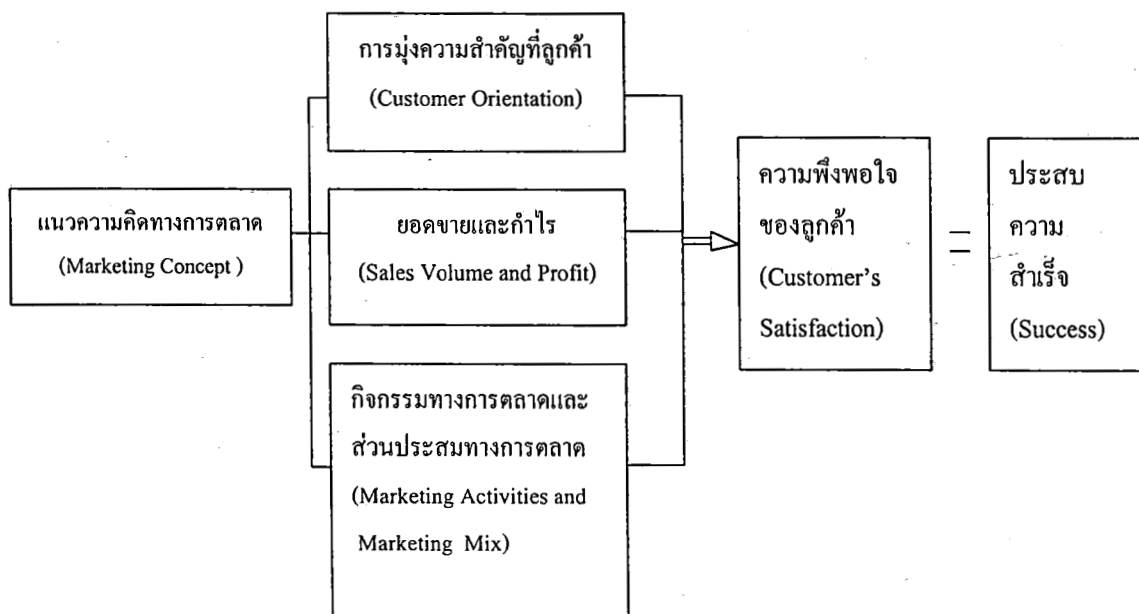 แนวความคิดทางการตลาด
(Marketing Concept )
การมุ่งความสำคัญที่ลูกค้า
(Customer Orientation)
ยอดขายและกำไร
(Sales Volume and Profit)
กิจกรรมทางการตลาดและ
ส่วนประสมทางการตลาด
(Marketing Activities and
Marketing Mix)
ความพึงพอใจ
ของลูกค้า
(Customer's
Satisfaction)
=
ประสบ
ความ
สำเร็จ
(Success)